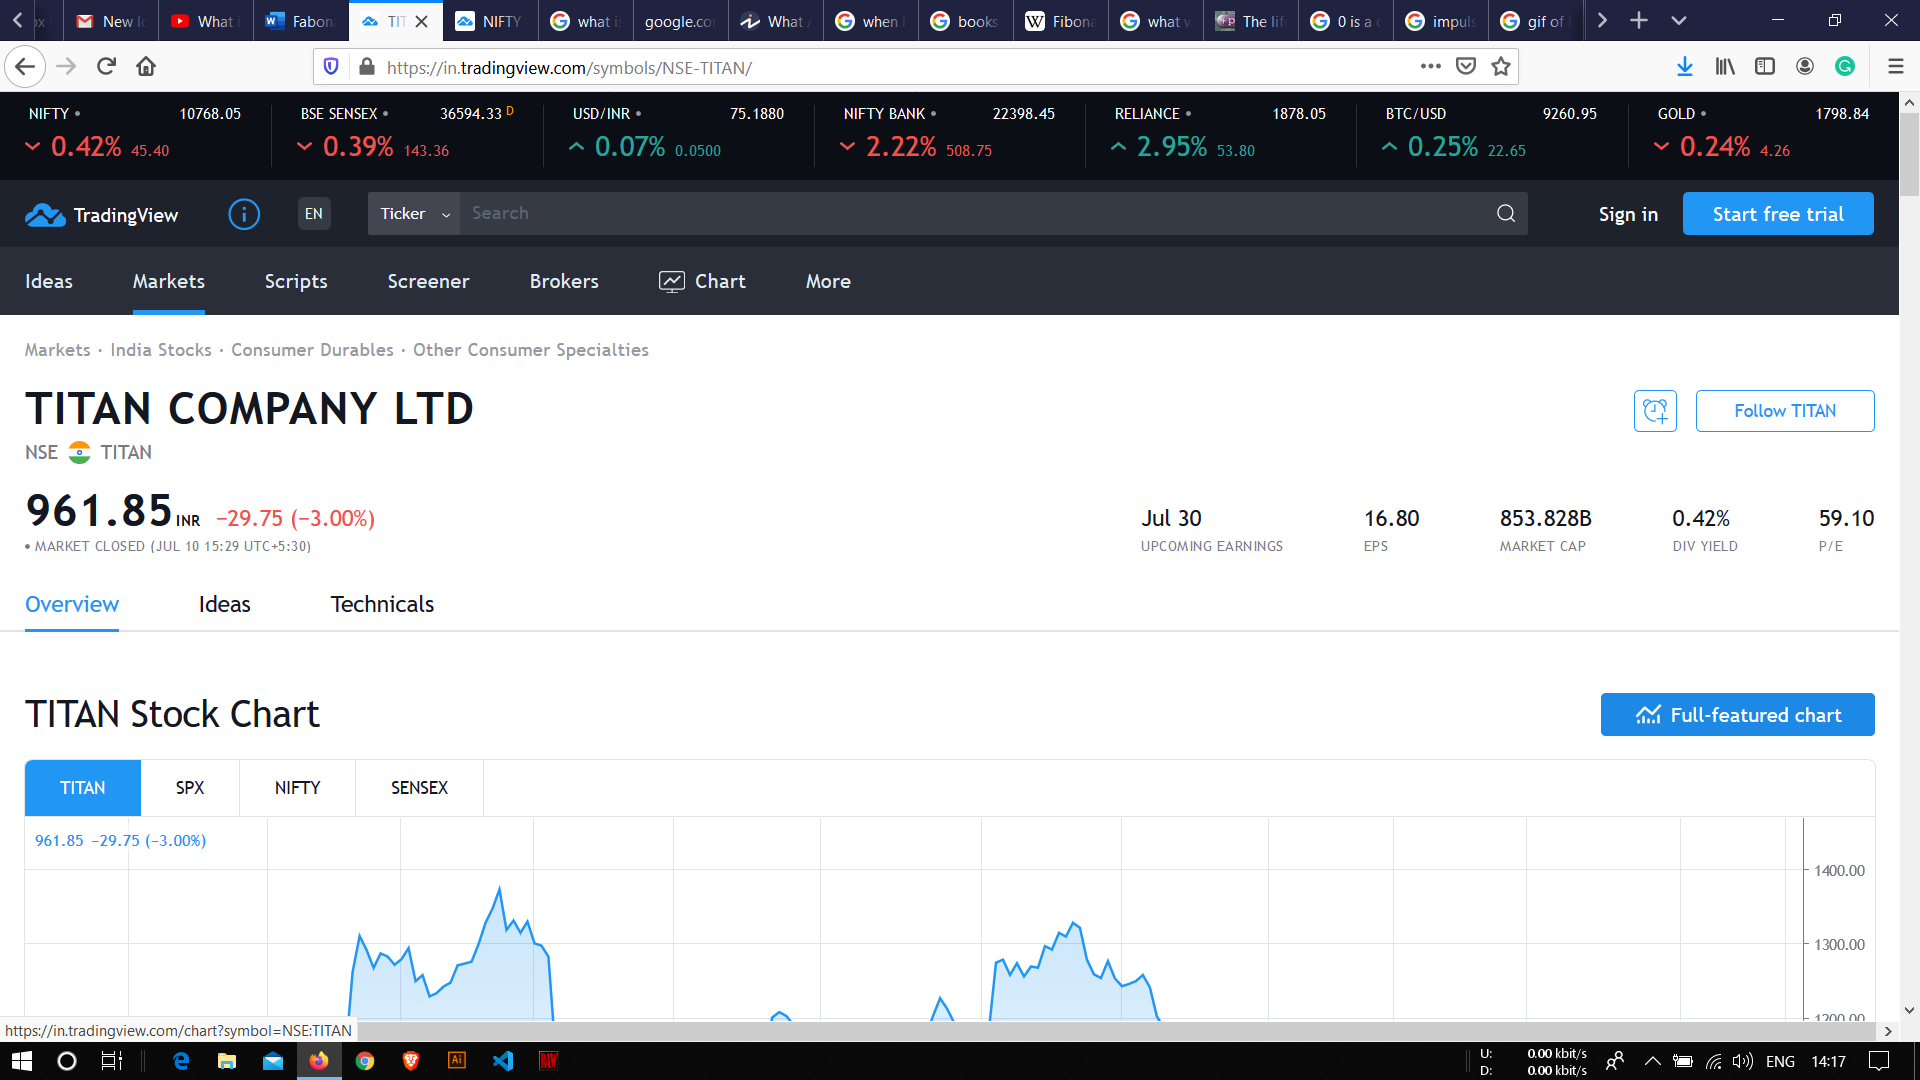 New I
What i
Fabon
TIT
NIFTY
what is
google.co
What A
when I
books
Fibona
what w
The life
0 is a c
impuls
gif of
https://in.tradingview.com/symbols/NSE-TITAN/
NIFTY • 10768.05
0.42% 45.40
BSE SENSEX • 36594.33 D
0.39% 143.36
USD/INR • 75.1880
0.07% 0.0500
NIFTY BANK • 22398.45
2.22% 508.75
RELIANCE • 1878.05
2.95% 53.80
BTC/USD 9260.95
0.25% 22.65
GOLD • 1798.84
0.24% 4.26
TradingView
EN
Ticker
Search
Sign in
Start free trial
Ideas
Markets
Scripts
Screener
Brokers
Chart
More
Markets · India Stocks · Consumer Durables · Other Consumer Specialties
TITAN COMPANY LTD
Follow TITAN
NSE TITAN
961.85 INR −29.75 (−3.00%)
• MARKET CLOSED (JUL 10 15:29 UTC+5:30)
Jul 30
UPCOMING EARNINGS
16.80
EPS
853.828B
MARKET CAP
0.42%
DIV YIELD
59.10
P/E
Overview
Ideas
Technicals
TITAN Stock Chart
Full-featured chart
TITAN
SPX
NIFTY
SENSEX
961.85 −29.75 (−3.00%)
1400.00
1300.00
1200.00
https://in.tradingview.com/chart?symbol=NSE:TITAN
U: 0.00 kbit/s
D: 0.00 kbit/s
ENG
14:17